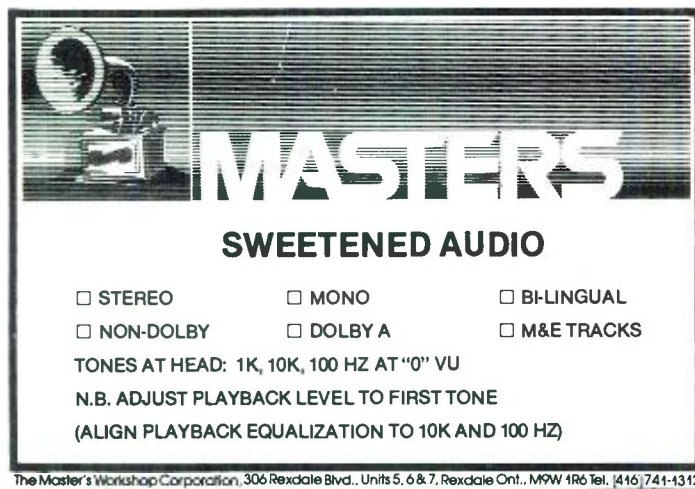 MASTERS
SWEETENED AUDIO
☐ STEREO ☐ MONO ☐ BI-LINGUAL
☐ NON-DOLBY ☐ DOLBY A ☐ M&E TRACKS
TONES AT HEAD: 1K, 10K, 100 HZ AT "0" VU
N.B. ADJUST PLAYBACK LEVEL TO FIRST TONE
(ALIGN PLAYBACK EQUALIZATION TO 10K AND 100 HZ)
The Master's Workshop Corporation, 306 Rexdale Blvd., Units 5, 6 & 7, Rexdale Ont., M9W 1R6 Tel. (416)